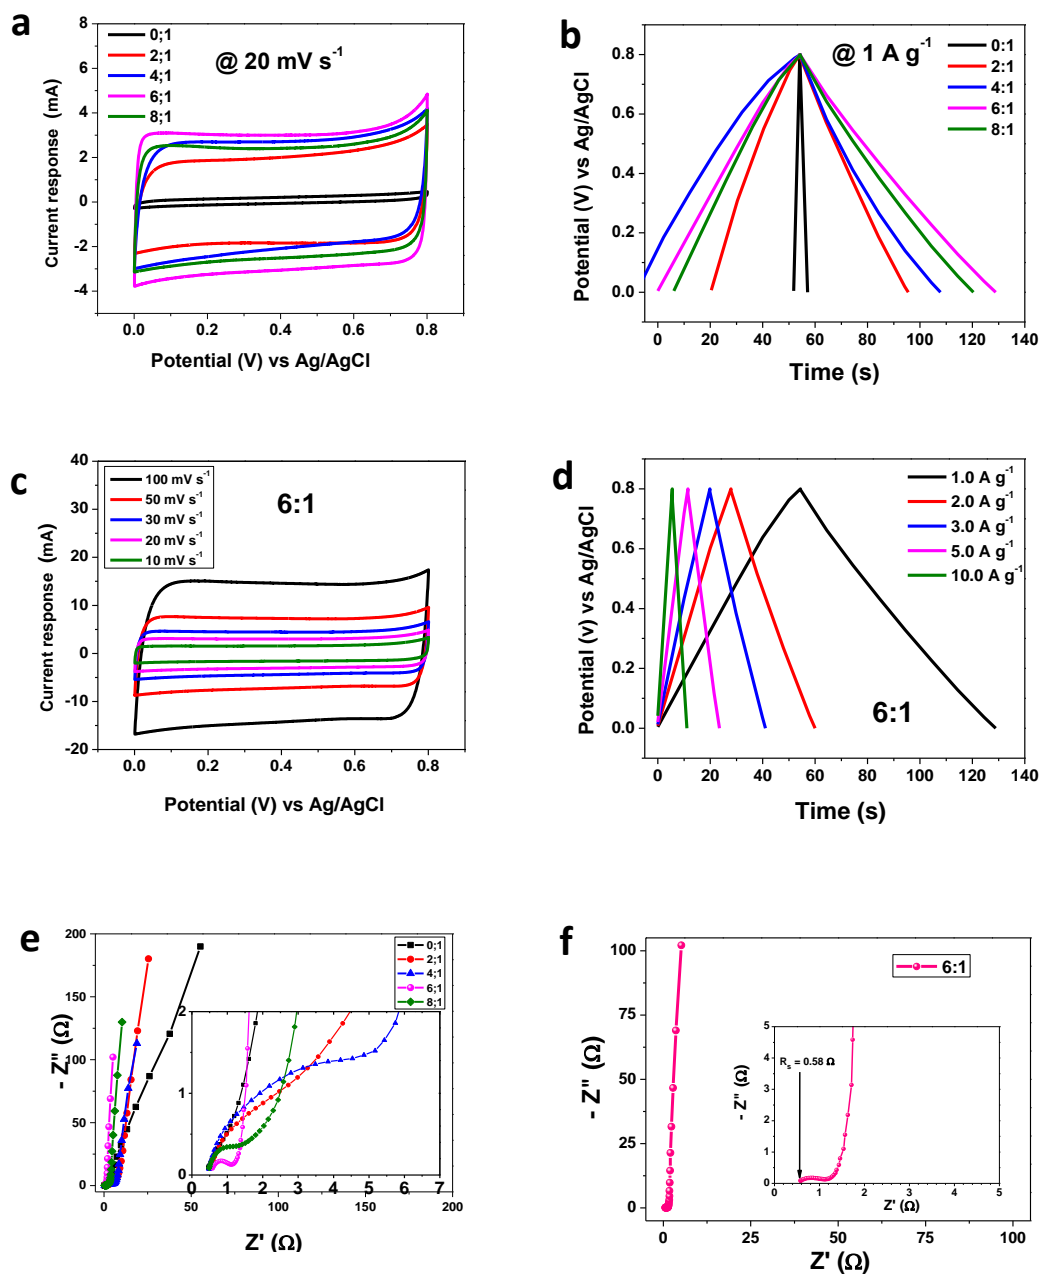 a
@ 20 mV s⁻¹
0;1
2;1
4;1
6;1
8;1
Current response (mA)
8
6
4
2
0
-2
-4
0.0 0.2 0.4 0.6 0.8
Potential (V) vs Ag/AgCl
b
@ 1 A g⁻¹
0:1
2:1
4:1
6:1
8:1
Potential (V) vs Ag/AgCl
0.8
0.6
0.4
0.2
0.0
0 20 40 60 80 100 120 140
Time (s)
c
6:1
100 mV s⁻¹
50 mV s⁻¹
30 mV s⁻¹
20 mV s⁻¹
10 mV s⁻¹
Current response (mA)
40
30
20
10
0
-10
-20
0.0 0.2 0.4 0.6 0.8
Potential (V) vs Ag/AgCl
d
1.0 A g⁻¹
2.0 A g⁻¹
3.0 A g⁻¹
5.0 A g⁻¹
10.0 A g⁻¹
6:1
Potential (v) vs Ag/AgCl
0.8
0.6
0.4
0.2
0.0
0 20 40 60 80 100 120 140
Time (s)
e
0;1
2;1
4;1
6;1
8;1
- Z" (Ω)
200
150
100
50
0
0 50 100 150 200
Z' (Ω)
2
1
0
1 2 3 4 5 6 7
f
6:1
- Z'' (Ω)
100
75
50
25
0
0 25 50 75 100
Z' (Ω)
Rs = 0.58 Ω
- Z'' (Ω)
5
4
3
2
1
0
0 1 2 3 4 5
Z' (Ω)